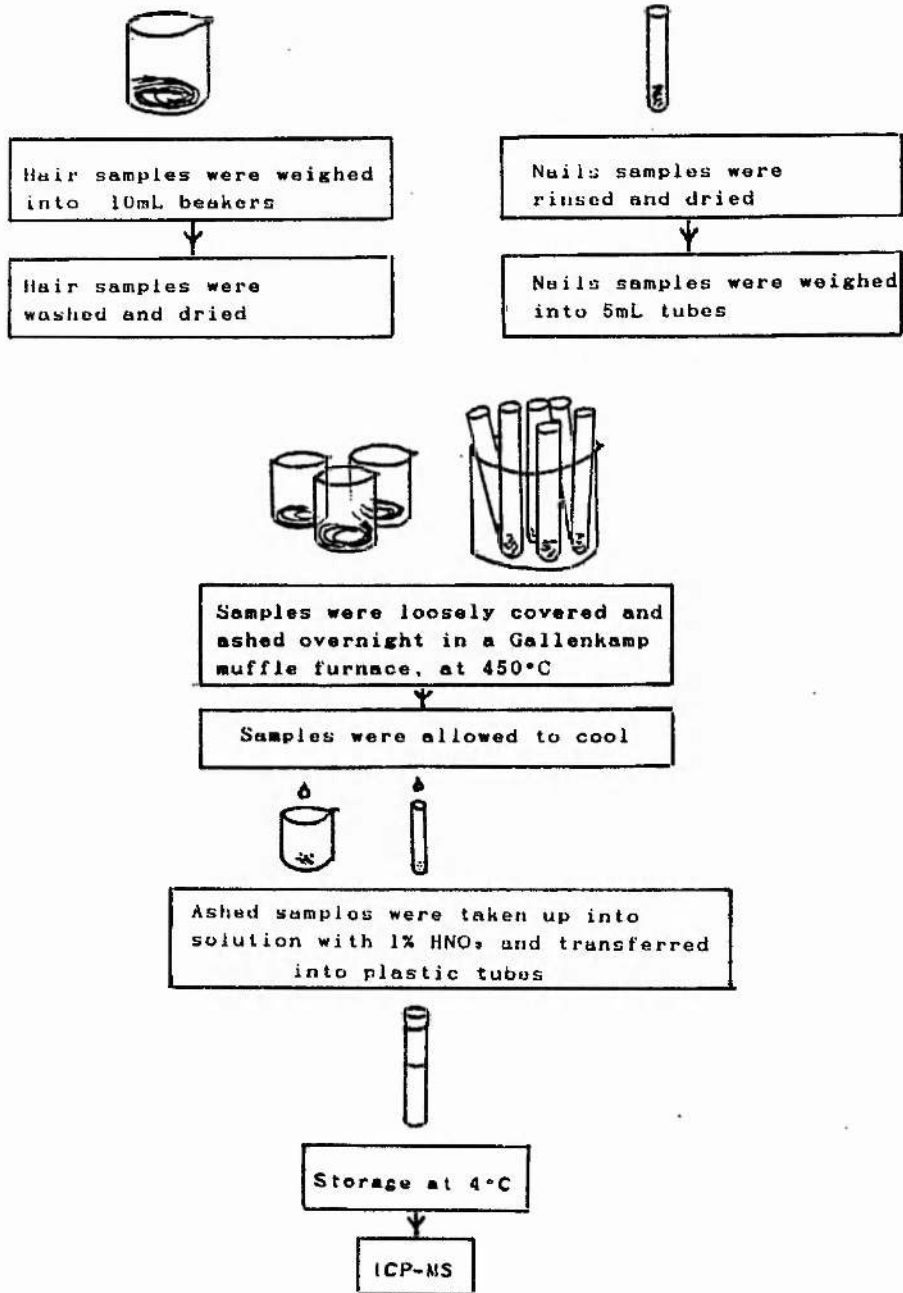 Hair samples were weighed
into 10mL beakers
Nails samples were
rinsed and dried
Hair samples were
washed and dried
Nails samples were weighed
into 5mL tubes
Samples were loosely covered and
ashed overnight in a Gallenkamp
muffle furnace, at 450°C
Samples were allowed to cool
Ashed samples were taken up into
solution with 1% HNO₃ and transferred
into plastic tubes
Storage at 4°C
ICP-MS